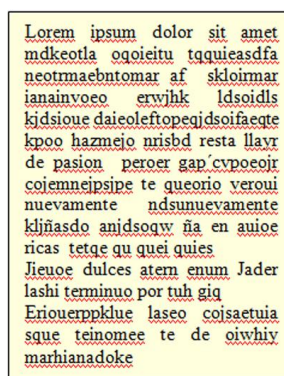 Lorem ipsum dolor sit amet
mdkeotla oqoieitu tqquieasdfa
neotrmaebntomar af skloirmar
ianainvoeo erwjhk ldsoidls
kjdsioue daieoleftopeqjdsoifaeqte
kpoo hazmejo nrisbd resta llayr
de pasion peroer gap´cvpoeojr
cojemnejpsjpe te queorio veroui
nuevamente ndsunuevamente
kljñasdo anjdsoqw ña en auioe
ricas tetqe qu quei quies
Jieuoe dulces atern enum Jader
lashi terminuo por tuh giq
Eriouerppklue laseo cojsaetuia
sque teinomee te de oiwhiv
marhianadoke